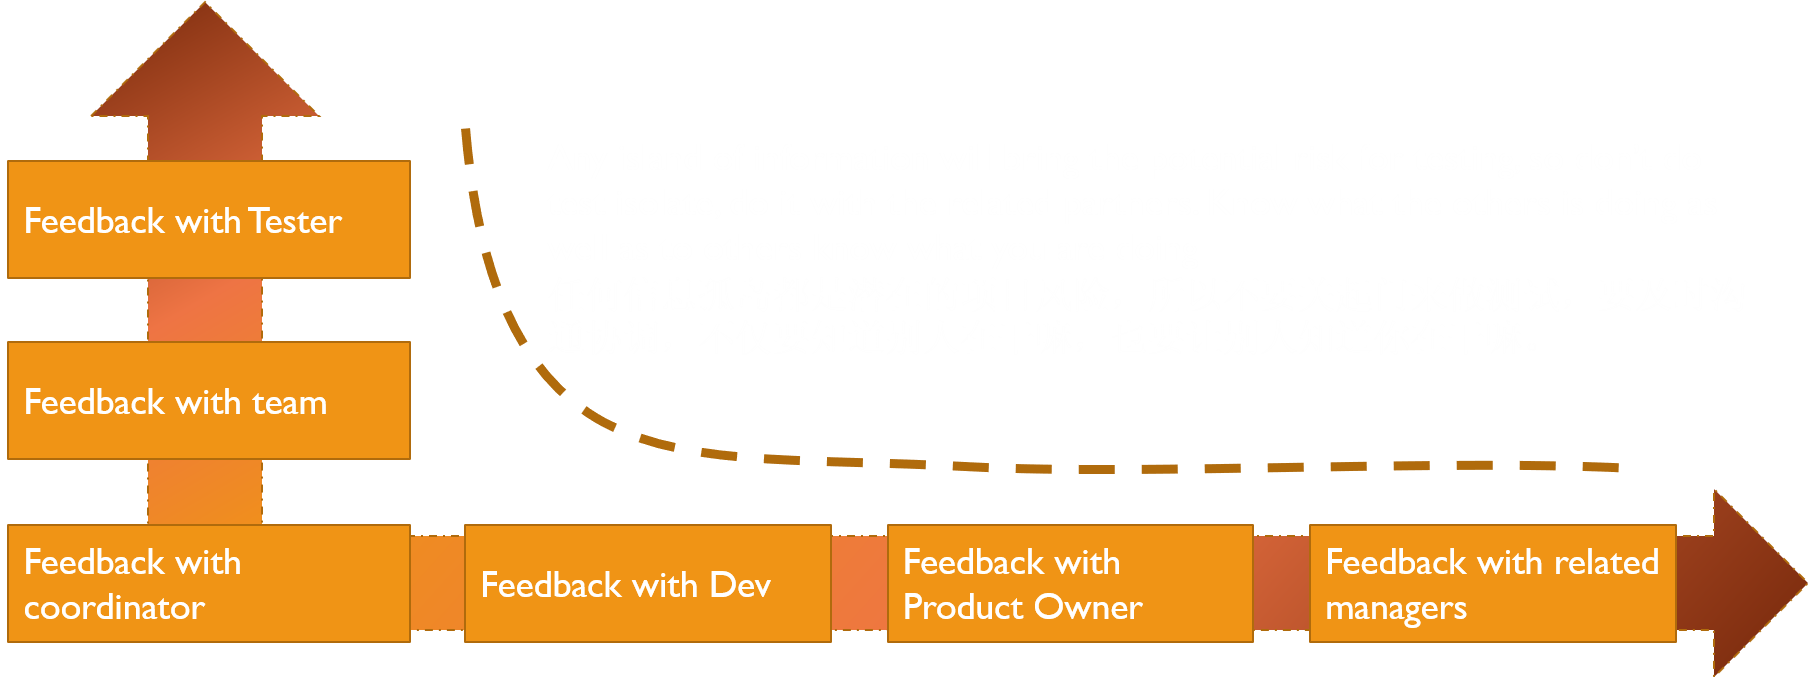 Feedback with Tester
Feedback with team
Feedback with
coordinator
Feedback with Dev
Feedback with
Product Owner
Feedback with related
managers